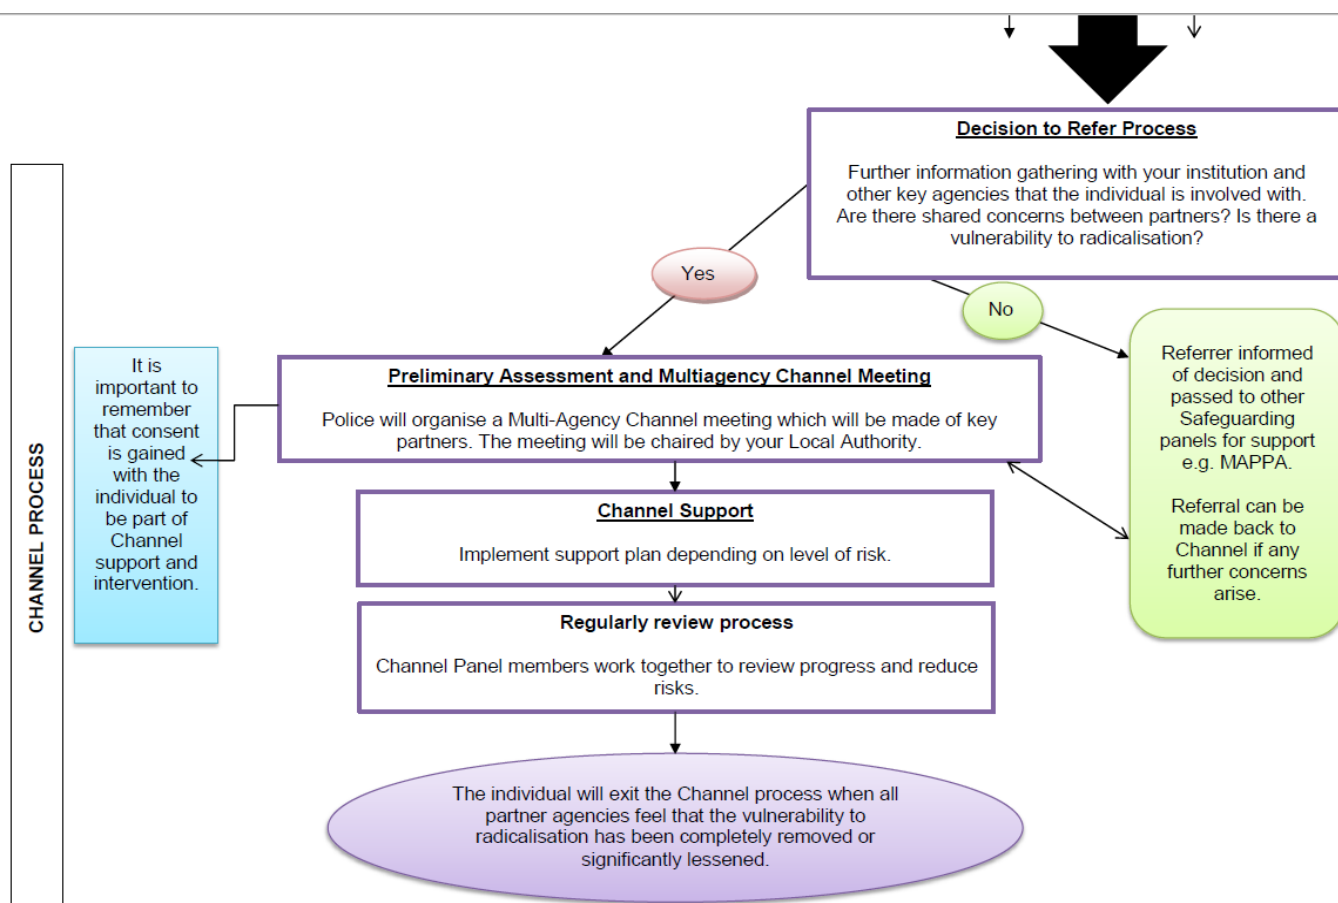 Decision to Refer Process
Further information gathering with your institution and
other key agencies that the individual is involved with.
Are there shared concerns between partners? Is there a
vulnerability to radicalisation?
Yes
No
It is
important to
remember
that consent
is gained
with the
individual to
be part of
Channel
support and
intervention.
Preliminary Assessment and Multiagency Channel Meeting
Police will organise a Multi-Agency Channel meeting which will be made of key
partners. The meeting will be chaired by your Local Authority.
Referrer informed
of decision and
passed to other
Safeguarding
panels for support
e.g. MAPPA.
Referral can be
made back to
Channel if any
further concerns
arise.
CHANNEL PROCESS
Channel Support
Implement support plan depending on level of risk.
Regularly review process
Channel Panel members work together to review progress and reduce
risks.
The individual will exit the Channel process when all
partner agencies feel that the vulnerability to
radicalisation has been completely removed or
significantly lessened.